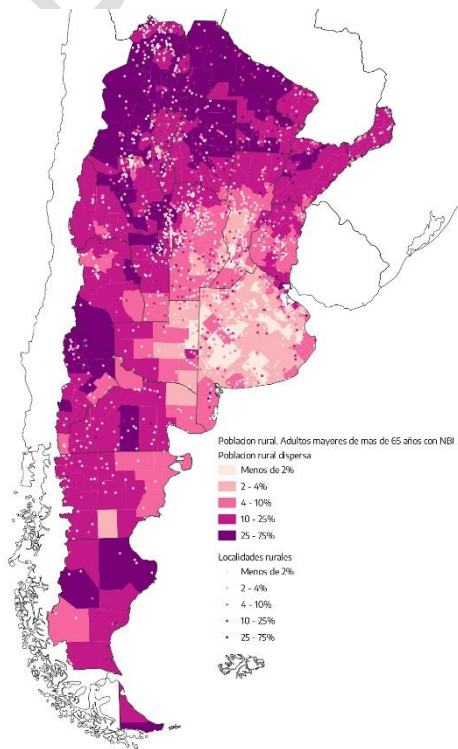 Poblacion rural. Adultos mayores de mas de 65 años con NBI
Poblacion rural dispersa
Menos de 2%
2 - 4%
4 - 10%
10 - 25%
25 - 75%
Localidades rurales
Menos de 2%
2 - 4%
4 - 10%
10 - 25%
25 - 75%